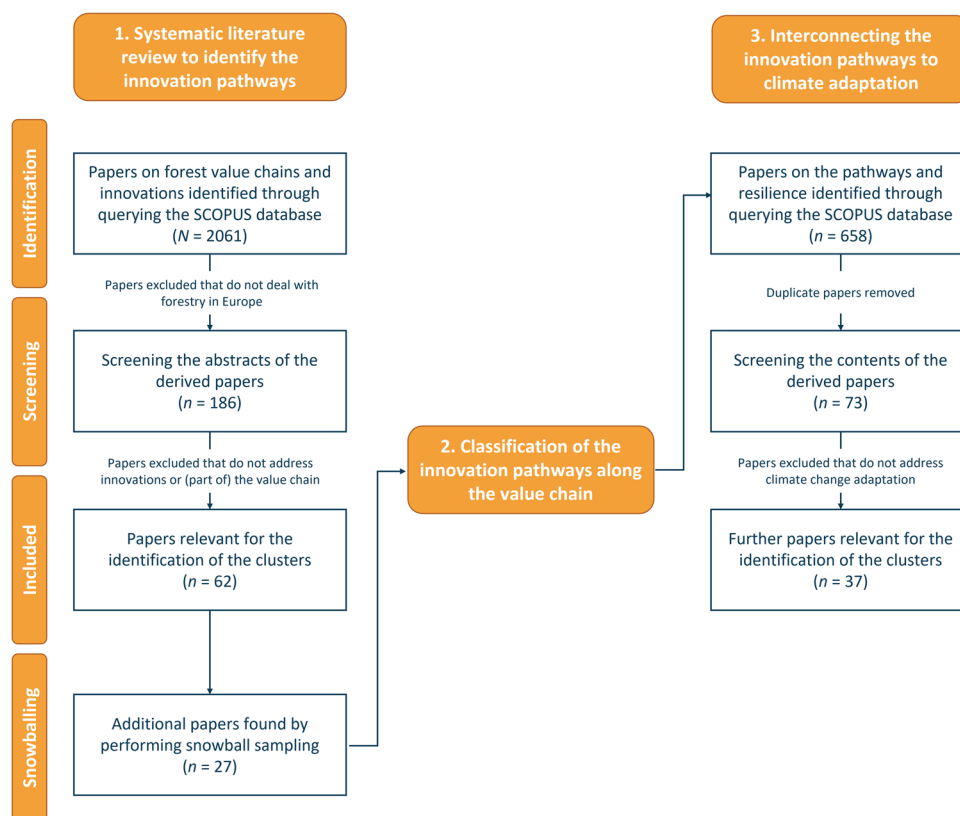 1. Systematic literature
review to identify the
innovation pathways
Identification
Papers on forest value chains and
innovations identified through
querying the SCOPUS database
(N = 2061)
Papers excluded that do not deal with
forestry in Europe
Screening
Screening the abstracts of the
derived papers
(n = 186)
Papers excluded that do not address
innovations or (part of) the value chain
Included
Papers relevant for the
identification of the clusters
(n = 62)
Snowballing
Additional papers found by
performing snowball sampling
(n = 27)
2. Classification of the
innovation pathways along
the value chain
3. Interconnecting the
innovation pathways to
climate adaptation
Papers on the pathways and
resilience identified through
querying the SCOPUS database
(n = 658)
Duplicate papers removed
Screening the contents of the
derived papers
(n = 73)
Papers excluded that do not address
climate change adaptation
Further papers relevant for the
identification of the clusters
(n = 37)